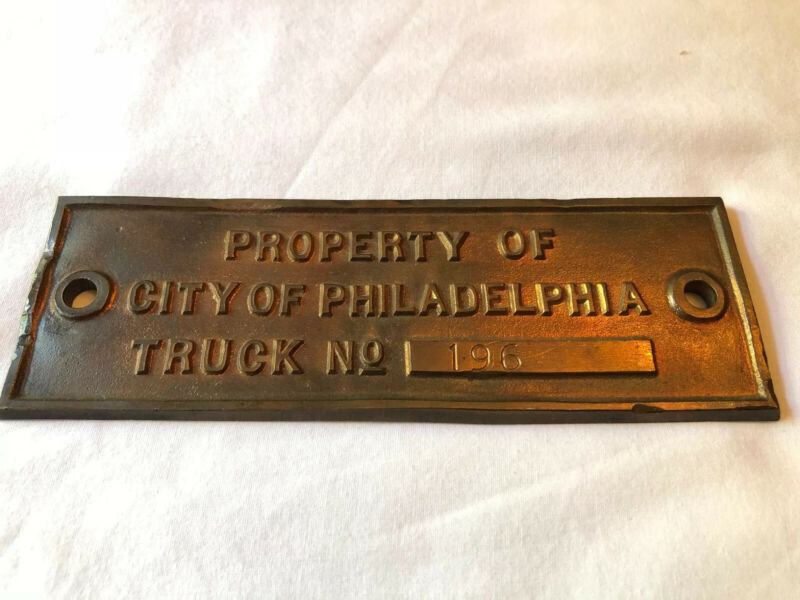 PROPERTY OF
CITY OF PHILADELPHIA
TRUCK No 196